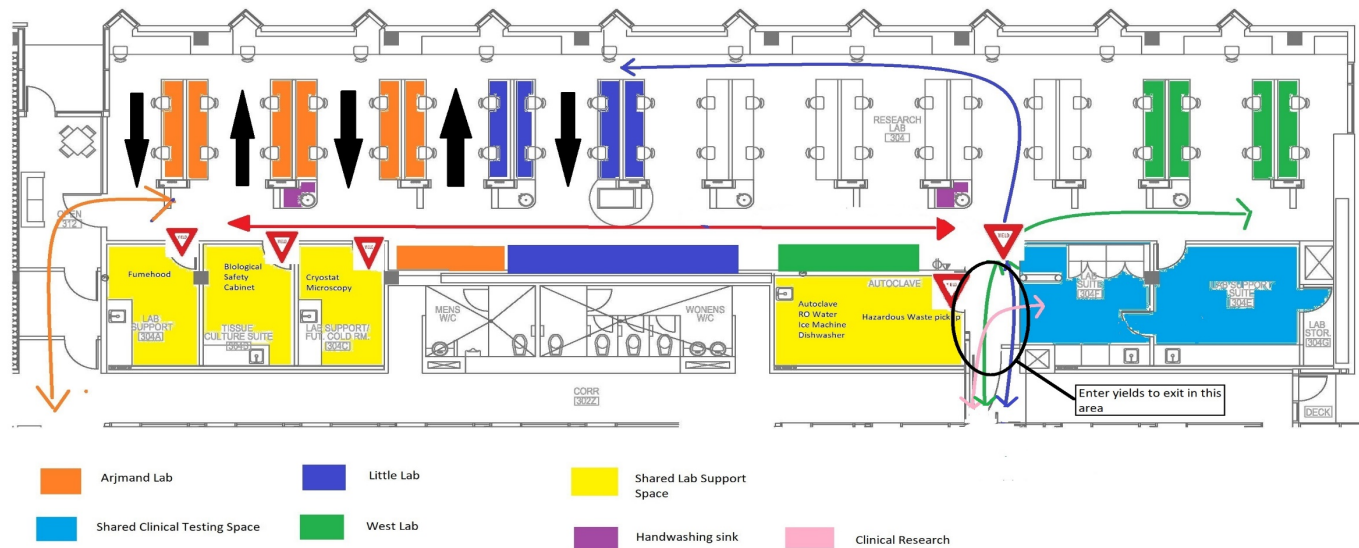 RESEARCH
LAB
304
OPEN
312
Fumehood
Biological
Safety
Cabinet
Cryostat
Microscopy
LAB
SUPPORT
304A
TISSUE
CULTURE SUITE
304B
LAB SUPPORT/
FUT. COLD RM.
304C
MENS
W/C
WOMENS
W/C
AUTOCLAVE
Autoclave
RO Water
Ice Machine
Dishwasher
Hazardous Waste pickup
LAB
SUITE
304F
LAB SUPPORT
SUITE
304E
LAB
STOR.
304G
CORR
302Z
Enter yields to exit in this
area
DECK
Arjmand Lab
Little Lab
Shared Lab Support
Space
Shared Clinical Testing Space
West Lab
Handwashing sink
Clinical Research